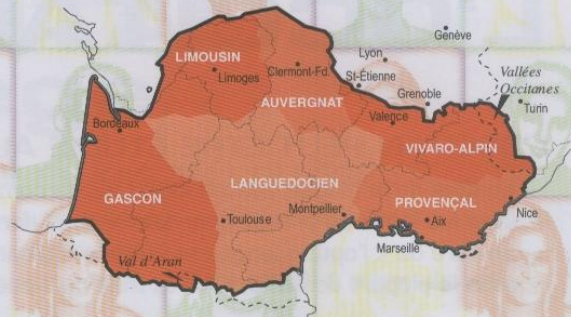 Genève
Lyon
LIMOUSIN
Limoges
Clermont-Fd.
St-Étienne
Vallées
Occitanes
Grenoble
Turin
AUVERGNAT
Bordeaux
Valence
VIVARO-ALPIN
LANGUEDOCIEN
GASCON
PROVENÇAL
Montpellier
Nice
Toulouse
Aix
Marseille
Val d'Aran